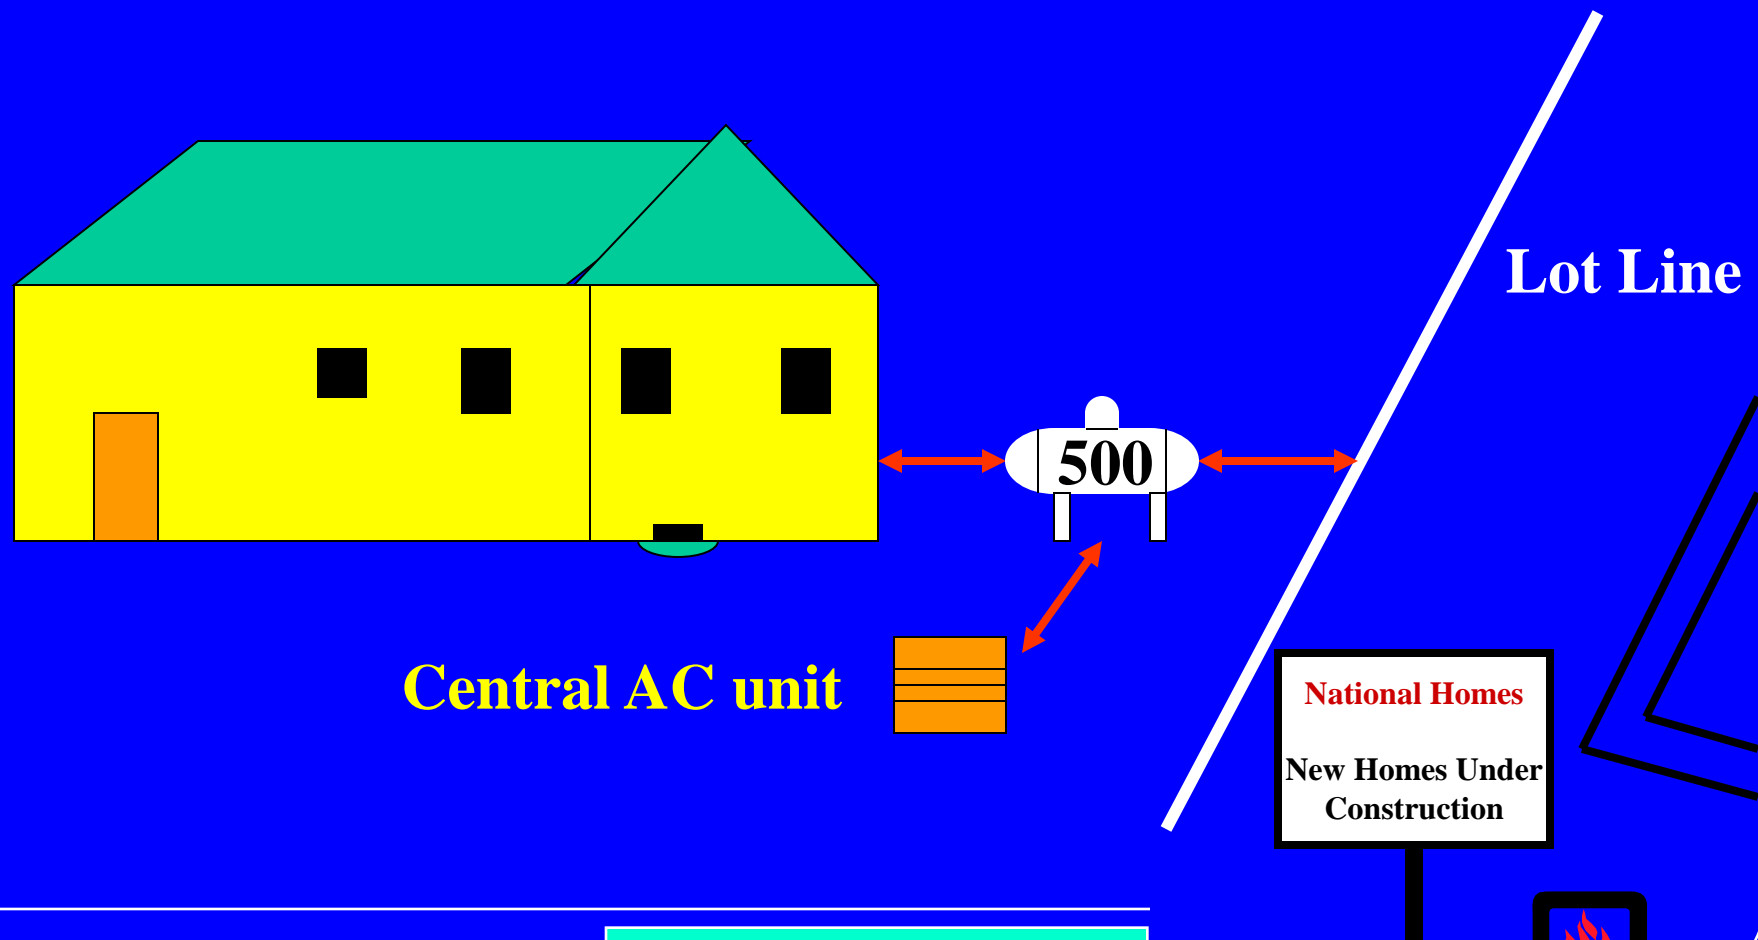 Lot Line
500
Central AC unit
National Homes
New Homes Under
Construction